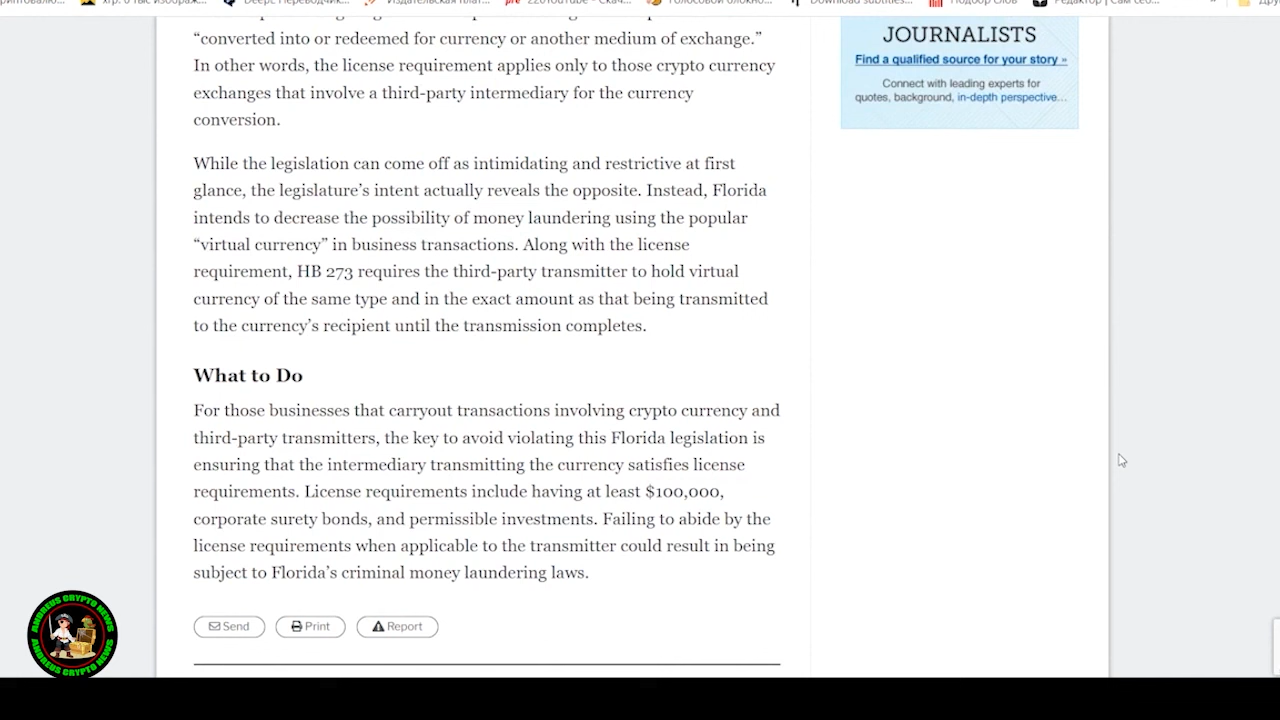 “converted into or redeemed for currency or another medium of exchange.”
In other words, the license requirement applies only to those crypto currency
exchanges that involve a third-party intermediary for the currency
conversion.
While the legislation can come off as intimidating and restrictive at first
glance, the legislature’s intent actually reveals the opposite. Instead, Florida
intends to decrease the possibility of money laundering using the popular
“virtual currency” in business transactions. Along with the license
requirement, HB 273 requires the third-party transmitter to hold virtual
currency of the same type and in the exact amount as that being transmitted
to the currency’s recipient until the transmission completes.
What to Do
For those businesses that carryout transactions involving crypto currency and
third-party transmitters, the key to avoid violating this Florida legislation is
ensuring that the intermediary transmitting the currency satisfies license
requirements. License requirements include having at least $100,000,
corporate surety bonds, and permissible investments. Failing to abide by the
license requirements when applicable to the transmitter could result in being
subject to Florida’s criminal money laundering laws.
Send Print Report
JOURNALISTS
Find a qualified source for your story »
Connect with leading experts for
quotes, background, in-depth perspective…
ANDREUS CRYPTO NEWS
ANDREUS CRYPTO NEWS